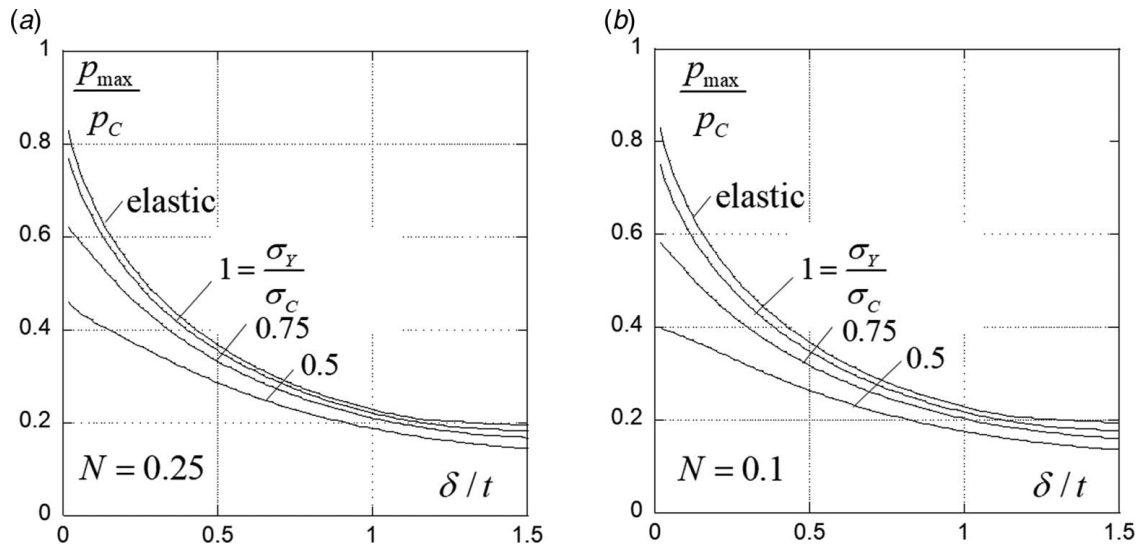 (a)
1
p_max
p_C
0.8
elastic
0.6
1 = σ_Y
σ_C
0.4
0.75
0.5
0.2
N = 0.25
δ / t
0
0
0.5
1
1.5
(b)
1
p_max
p_C
0.8
elastic
0.6
1 = σ_Y
σ_C
0.4
0.75
0.5
0.2
N = 0.1
δ / t
0
0
0.5
1
1.5